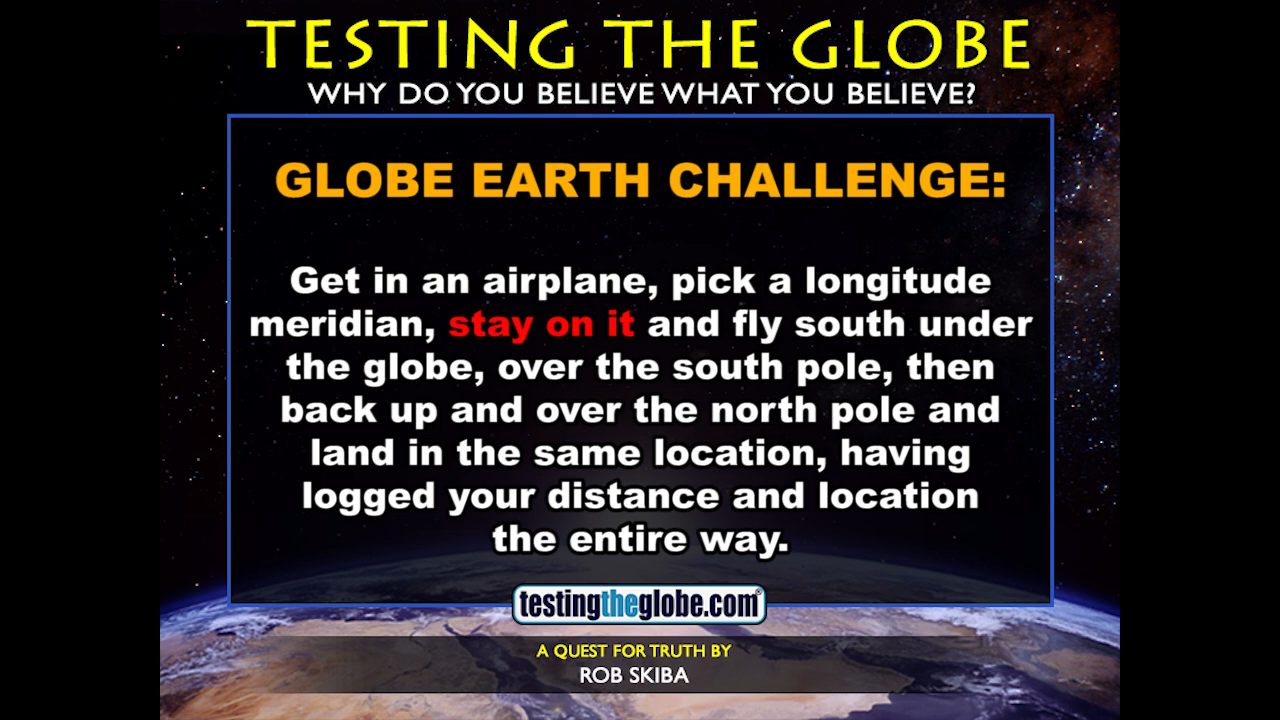 TESTING THE GLOBE
WHY DO YOU BELIEVE WHAT YOU BELIEVE?
GLOBE EARTH CHALLENGE:
Get in an airplane, pick a longitude
meridian, stay on it and fly south under
the globe, over the south pole, then
back up and over the north pole and
land in the same location, having
logged your distance and location
the entire way.
testingtheglobe.com®
A QUEST FOR TRUTH BY
ROB SKIBA